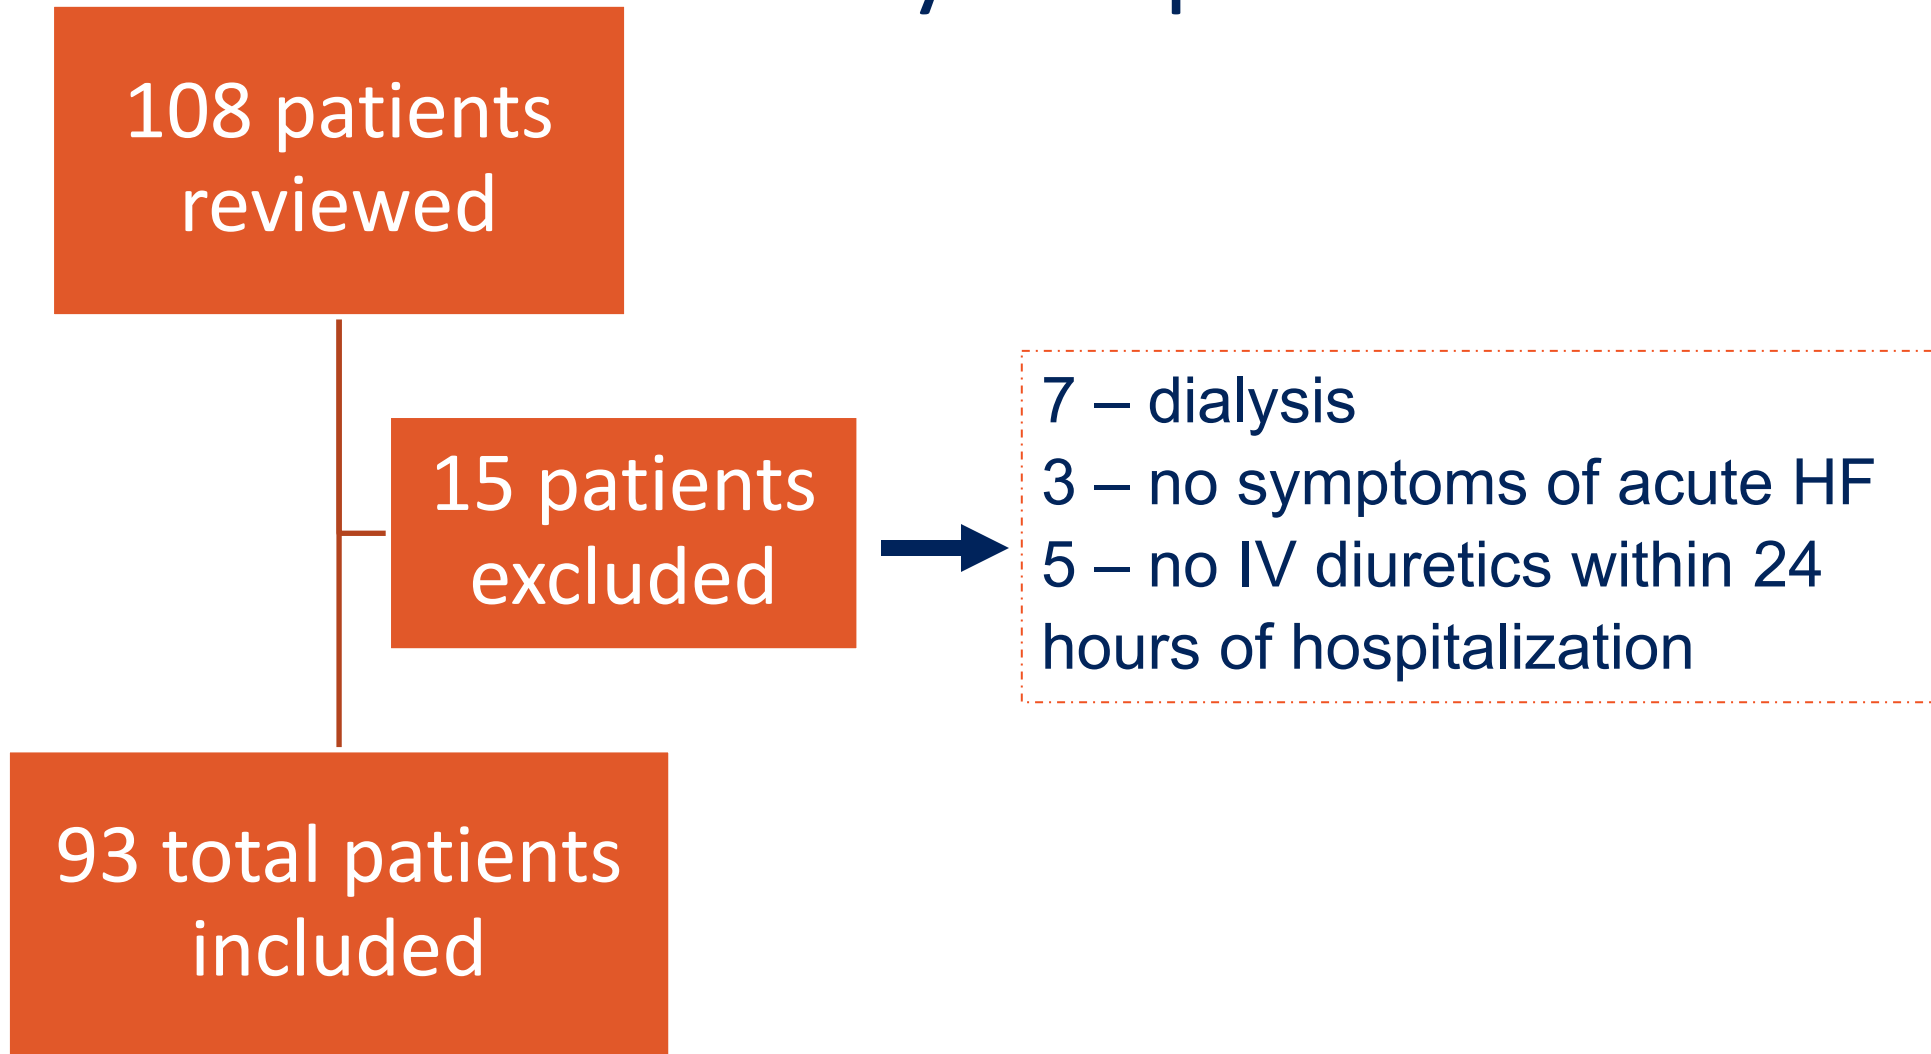 108 patients
reviewed
15 patients
excluded
7 – dialysis
3 – no symptoms of acute HF
5 – no IV diuretics within 24
hours of hospitalization
93 total patients
included